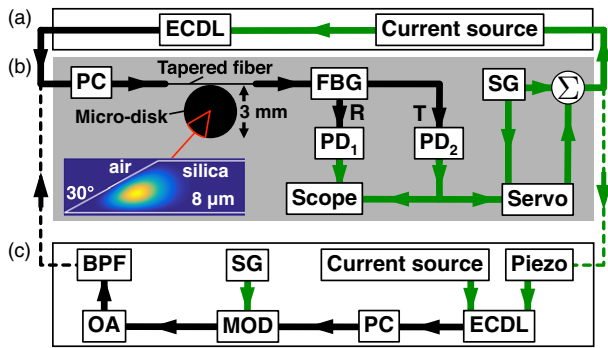 (a) ECDL Current source
(b) PC Tapered fiber FBG SG Σ
Micro-disk 3 mm R T
PD1 PD2
air silica
30° 8 μm
Scope Servo
(c) BPF SG Current source Piezo
OA MOD PC ECDL